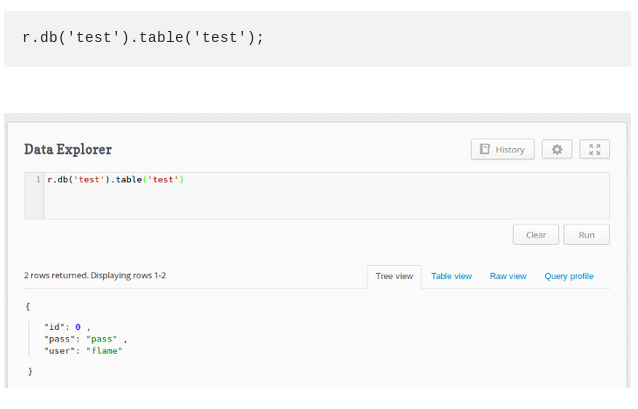 r.db('test').table('test');
Data Explorer
History
1 r.db('test').table('test')
Clear Run
2 rows returned. Displaying rows 1-2
Tree view Table view Raw view Query profile
{
"id": 0 ,
"pass": "pass" ,
"user": "flame"
}